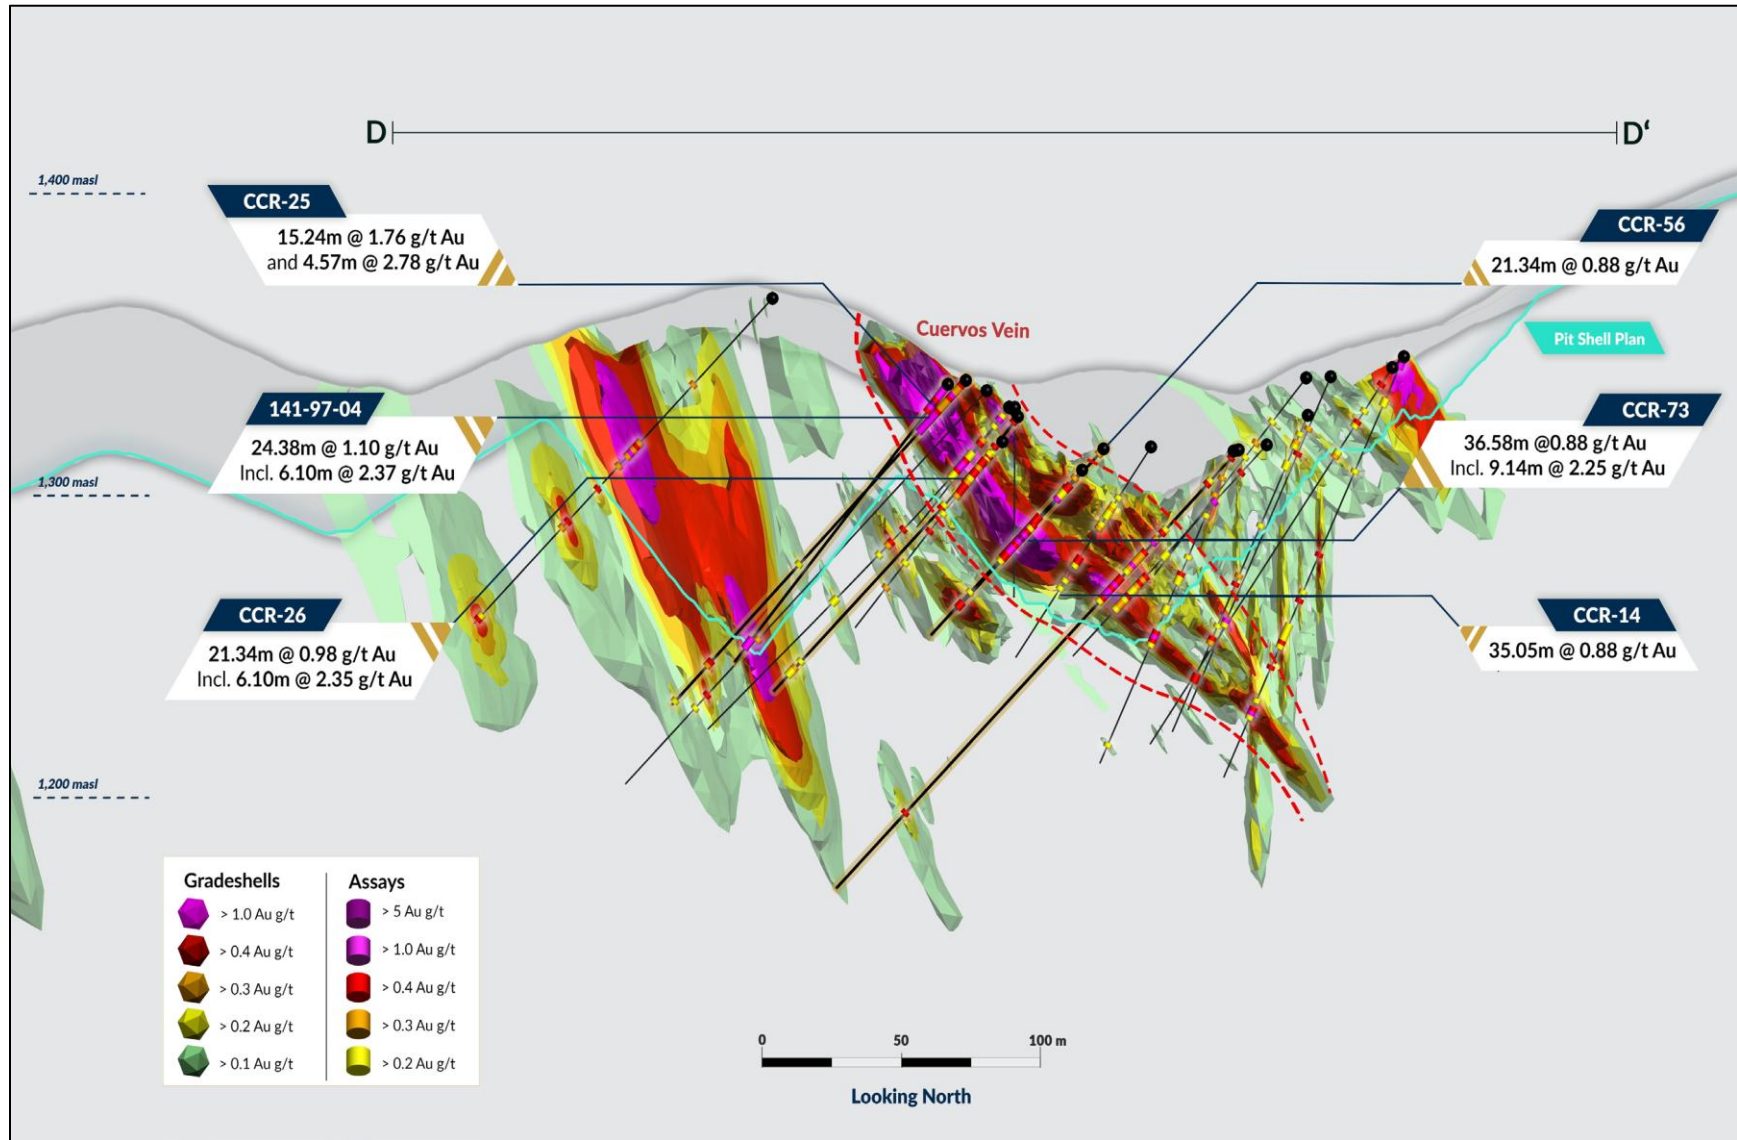 D
D'
1,400 masl
CCR-25
15.24m @ 1.76 g/t Au
and 4.57m @ 2.78 g/t Au
CCR-56
21.34m @ 0.88 g/t Au
Cuervos Vein
Pit Shell Plan
141-97-04
24.38m @ 1.10 g/t Au
Incl. 6.10m @ 2.37 g/t Au
CCR-73
36.58m @0.88 g/t Au
Incl. 9.14m @ 2.25 g/t Au
1,300 masl
CCR-26
21.34m @ 0.98 g/t Au
Incl. 6.10m @ 2.35 g/t Au
CCR-14
35.05m @ 0.88 g/t Au
1,200 masl
Gradeshells
> 1.0 Au g/t
> 0.4 Au g/t
> 0.3 Au g/t
> 0.2 Au g/t
> 0.1 Au g/t
Assays
> 5 Au g/t
> 1.0 Au g/t
> 0.4 Au g/t
> 0.3 Au g/t
> 0.2 Au g/t
0 50 100 m
Looking North